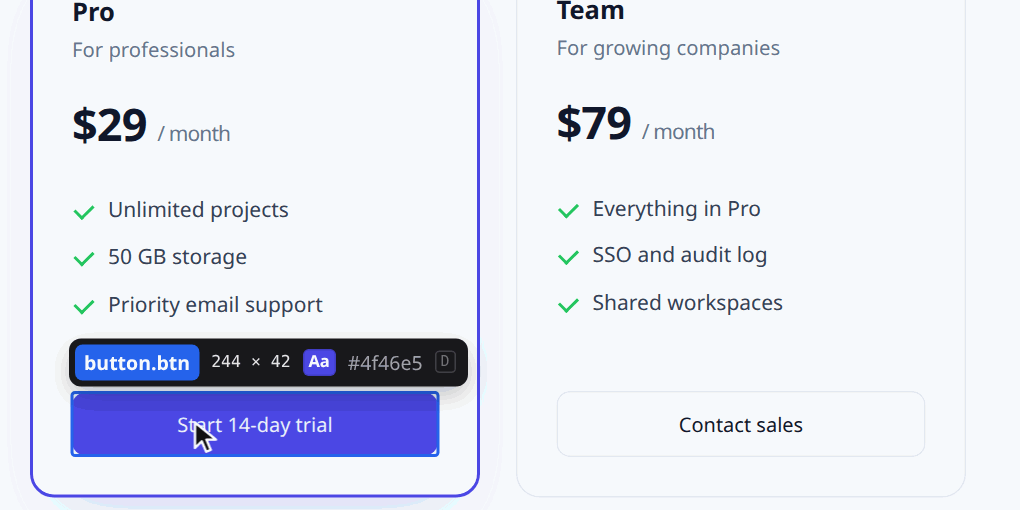 Pro
For professionals
$29 / month
Unlimited projects
50 GB storage
Priority email support
button.btn 244 × 42 Aa #4f46e5 D
Start 14-day trial
Team
For growing companies
$79 / month
Everything in Pro
SSO and audit log
Shared workspaces
Contact sales